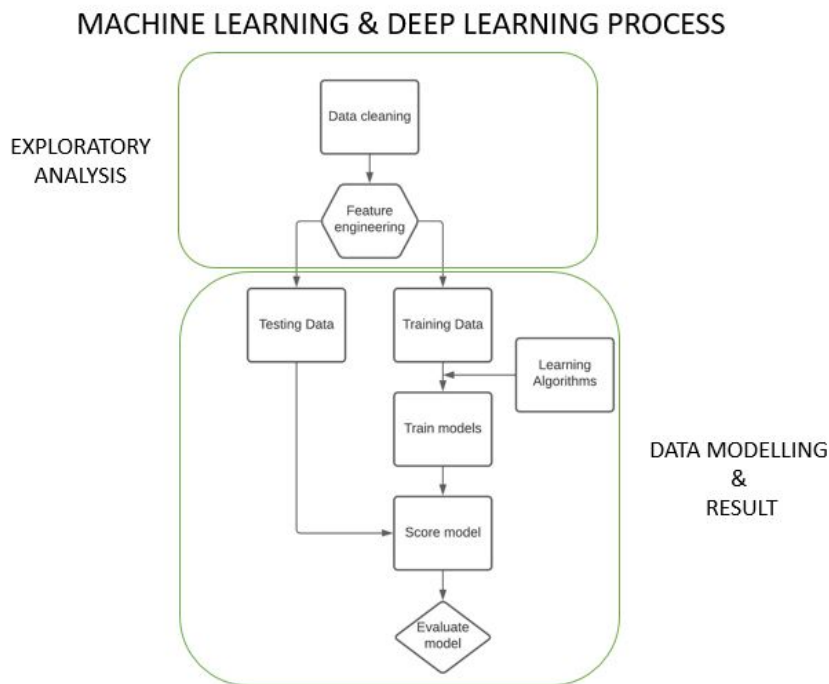 MACHINE LEARNING & DEEP LEARNING PROCESS
Data cleaning
EXPLORATORY
ANALYSIS
Feature
engineering
Testing Data
Training Data
Learning
Algorithms
Train models
DATA MODELLING
&
RESULT
Score model
Evaluate
model